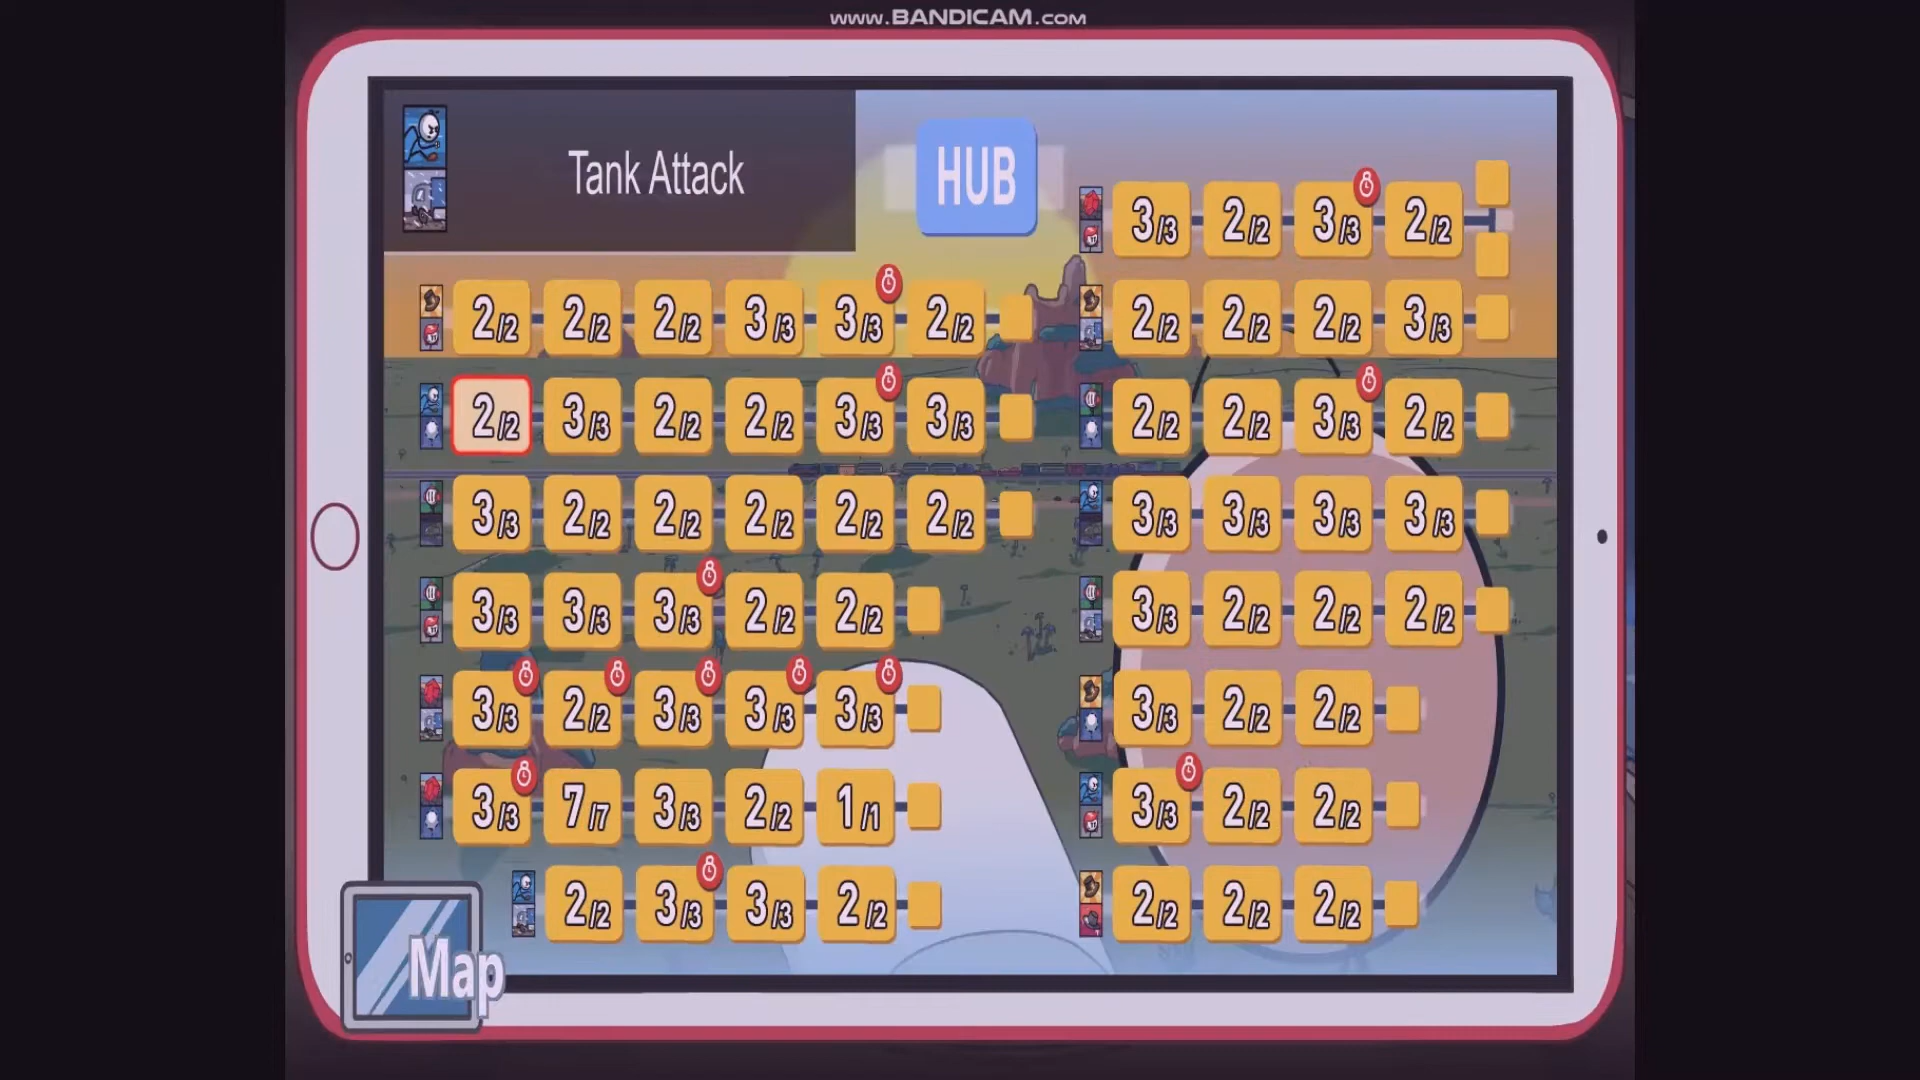 www.BANDICAM.com
Tank Attack
HUB
3/3 2/2 3/3 2/2
2/2 2/2 2/2 3/3 3/3 2/2
2/2 2/2 2/2 3/3
2/2 3/3 2/2 2/2 3/3 3/3
2/2 2/2 3/3 2/2
3/3 2/2 2/2 2/2 2/2 2/2
3/3 3/3 3/3 3/3
3/3 3/3 3/3 2/2 2/2
3/3 2/2 2/2 2/2
3/3 2/2 3/3 3/3 3/3
3/3 2/2 2/2
3/3 7/7 3/3 2/2 1/1
3/3 2/2 2/2
2/2 3/3 3/3 2/2
2/2 2/2 2/2
Map